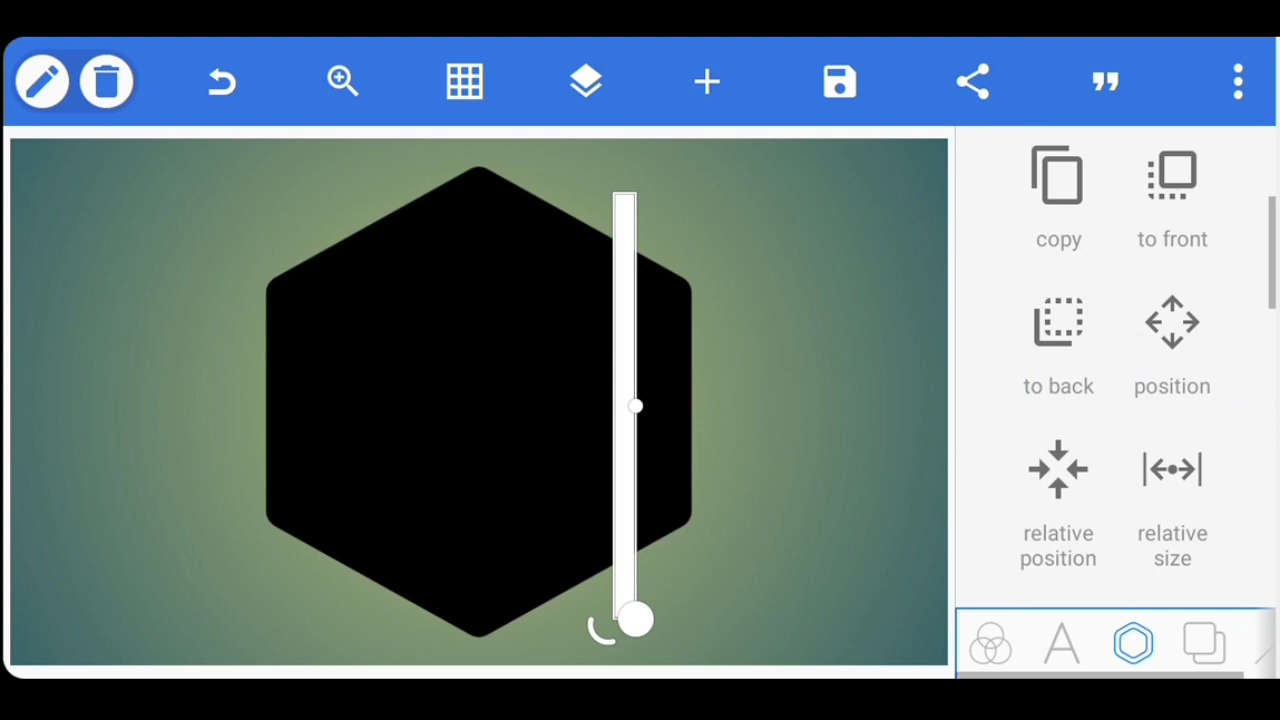 copy
to front
to back
position
relative
position
relative
size